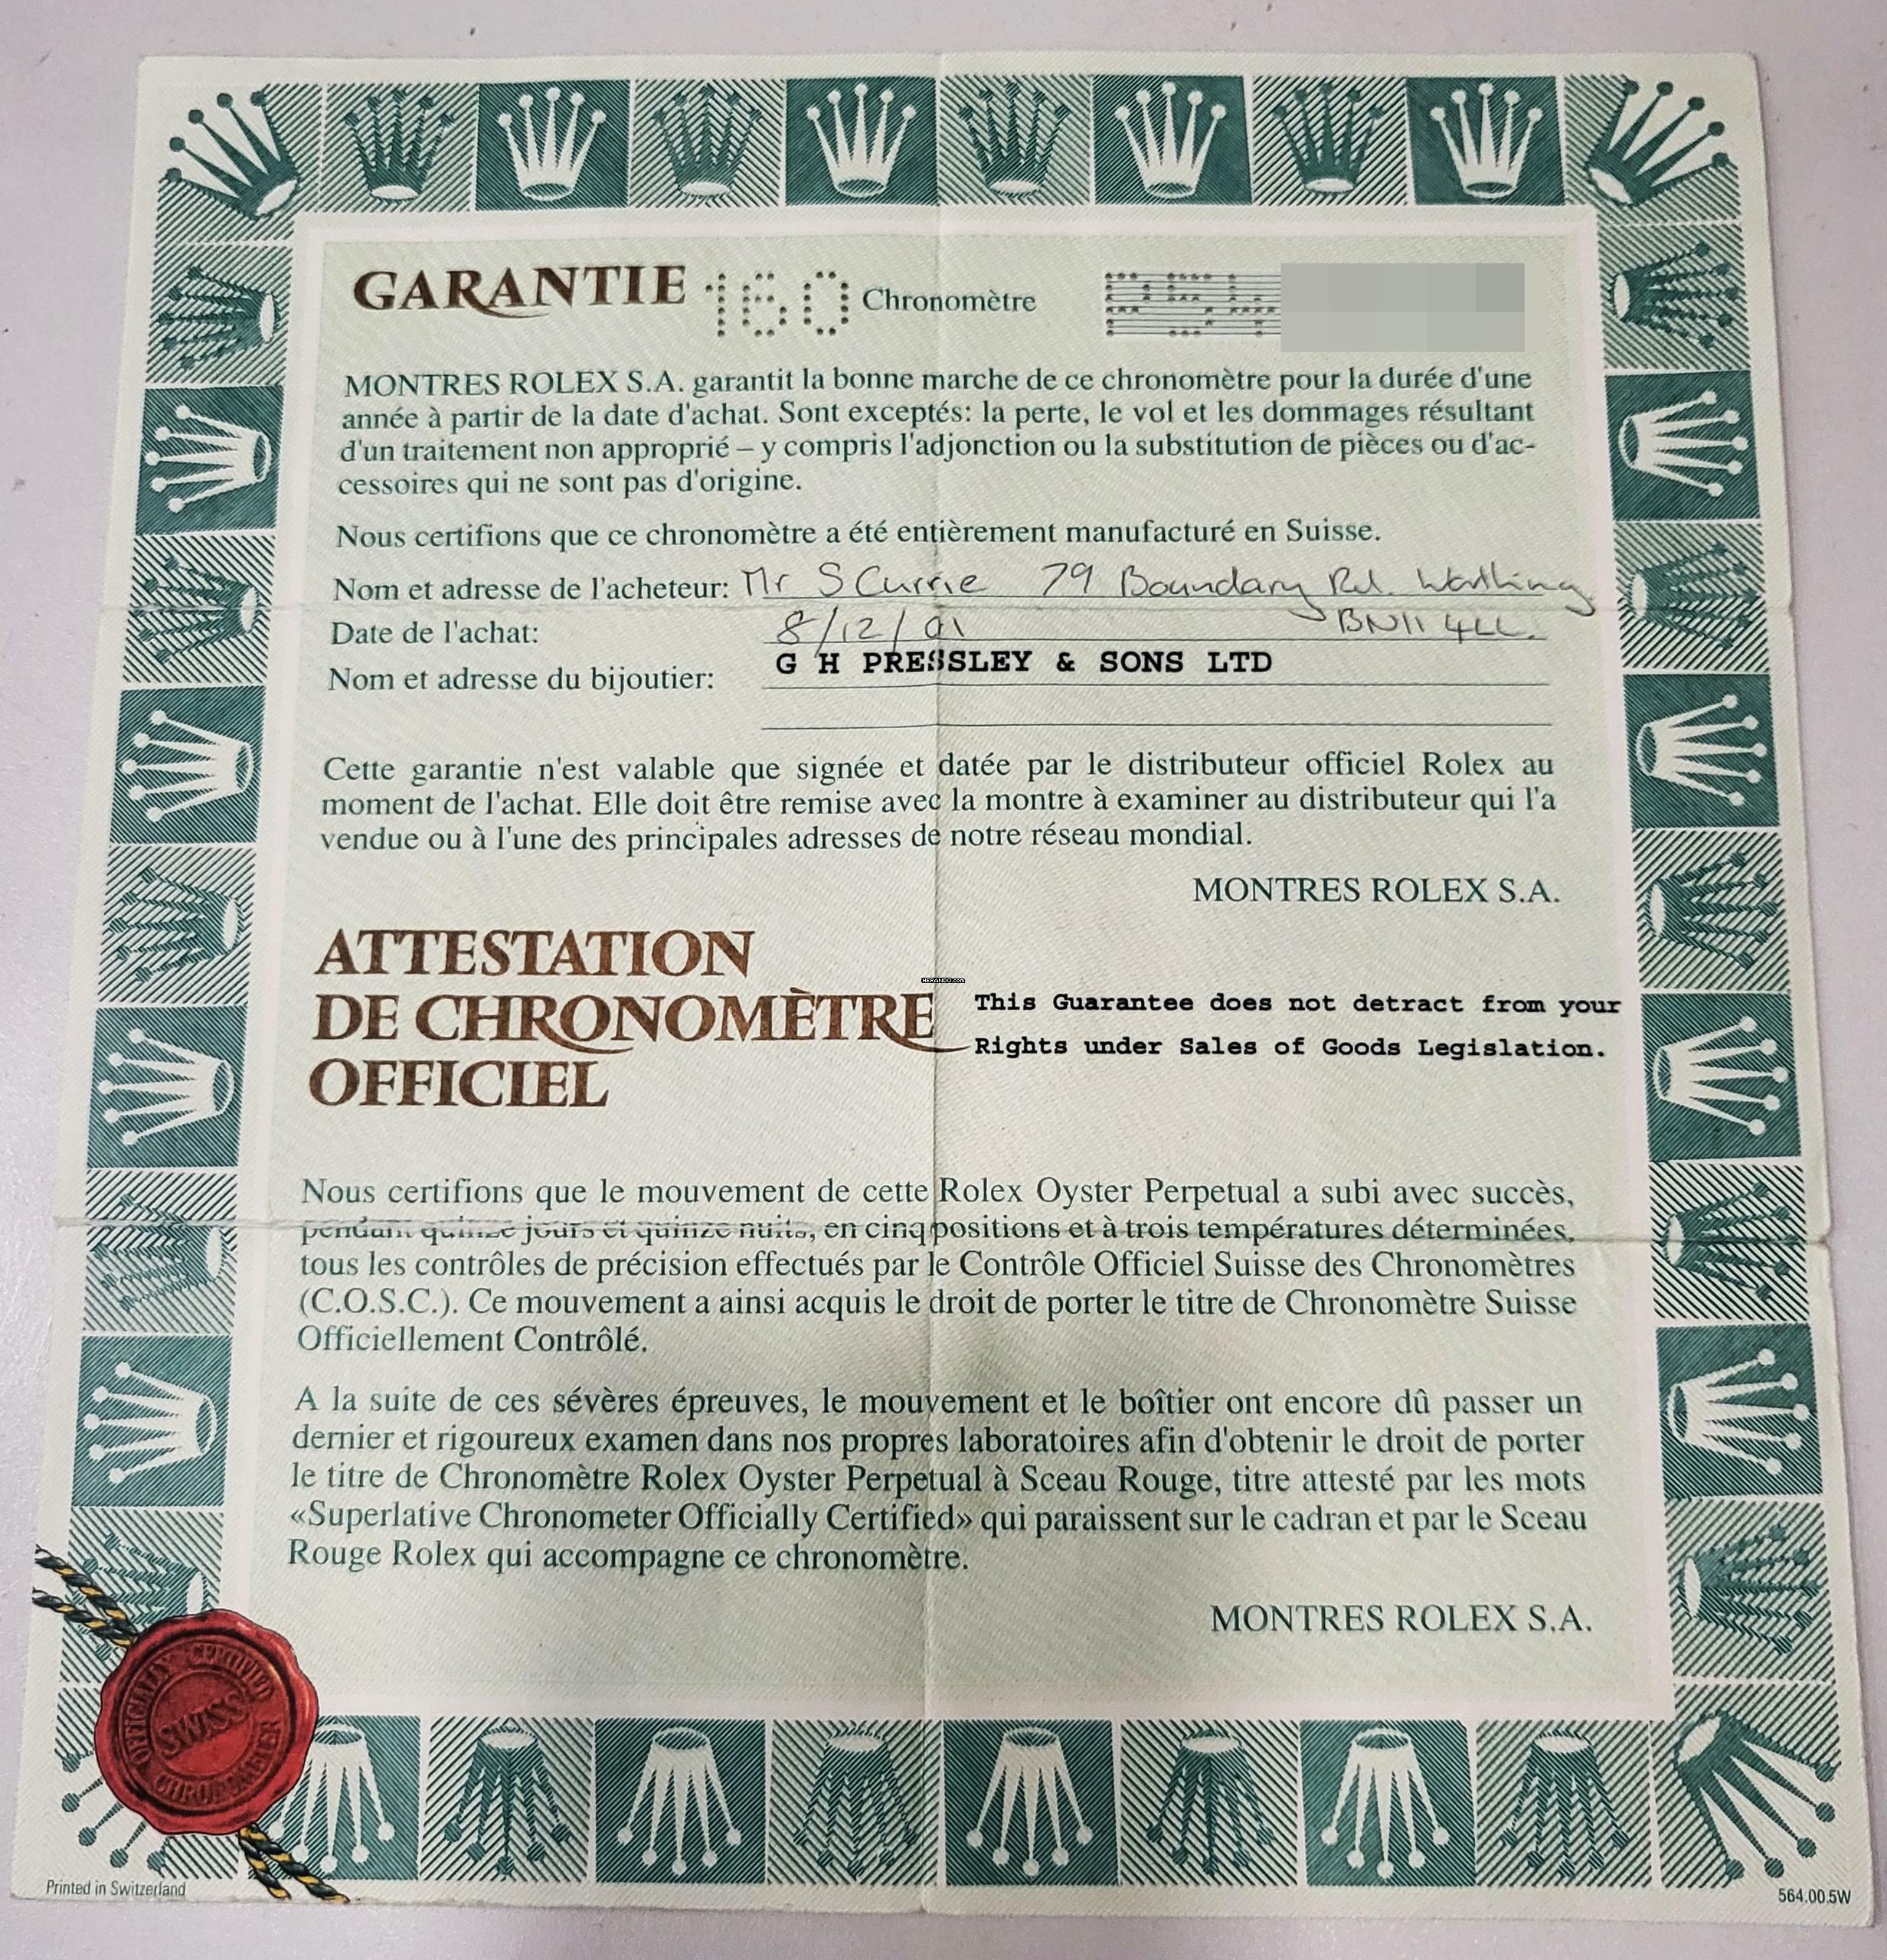 GARANTIE 160 Chronomètre
MONTRES ROLEX S.A. garantit la bonne marche de ce chronomètre pour la durée d'une
année à partir de la date d'achat. Sont exceptés: la perte, le vol et les dommages résultant
d'un traitement non approprié – y compris l'adjonction ou la substitution de pièces ou d'ac-
cessoires qui ne sont pas d'origine.
Nous certifions que ce chronomètre a été entièrement manufacturé en Suisse.
Nom et adresse de l'acheteur: Mr S Currie 79 Boundary Rd. Worthing
Date de l'achat: 8/12/01 BN11 4LL.
G H PRESSLEY & SONS LTD
Nom et adresse du bijoutier:
Cette garantie n'est valable que signée et datée par le distributeur officiel Rolex au
moment de l'achat. Elle doit être remise avec la montre à examiner au distributeur qui l'a
vendue ou à l'une des principales adresses de notre réseau mondial.
MONTRES ROLEX S.A.
ATTESTATION
DE CHRONOMÈTRE
OFFICIEL
This Guarantee does not detract from your
Rights under Sales of Goods Legislation.
Nous certifions que le mouvement de cette Rolex Oyster Perpetual a subi avec succès,
pendant quinze jours et quinze nuits, en cinq positions et à trois températures déterminées,
tous les contrôles de précision effectués par le Contrôle Officiel Suisse des Chronomètres
(C.O.S.C.). Ce mouvement a ainsi acquis le droit de porter le titre de Chronomètre Suisse
Officiellement Contrôlé.
A la suite de ces sévères épreuves, le mouvement et le boîtier ont encore dû passer un
dernier et rigoureux examen dans nos propres laboratoires afin d'obtenir le droit de porter
le titre de Chronomètre Rolex Oyster Perpetual à Sceau Rouge, titre attesté par les mots
«Superlative Chronometer Officially Certified» qui paraissent sur le cadran et par le Sceau
Rouge Rolex qui accompagne ce chronomètre.
MONTRES ROLEX S.A.
OFFICIALLY CERTIFIED
SWISS
CHRONOMETER
Printed in Switzerland
564.00.5W